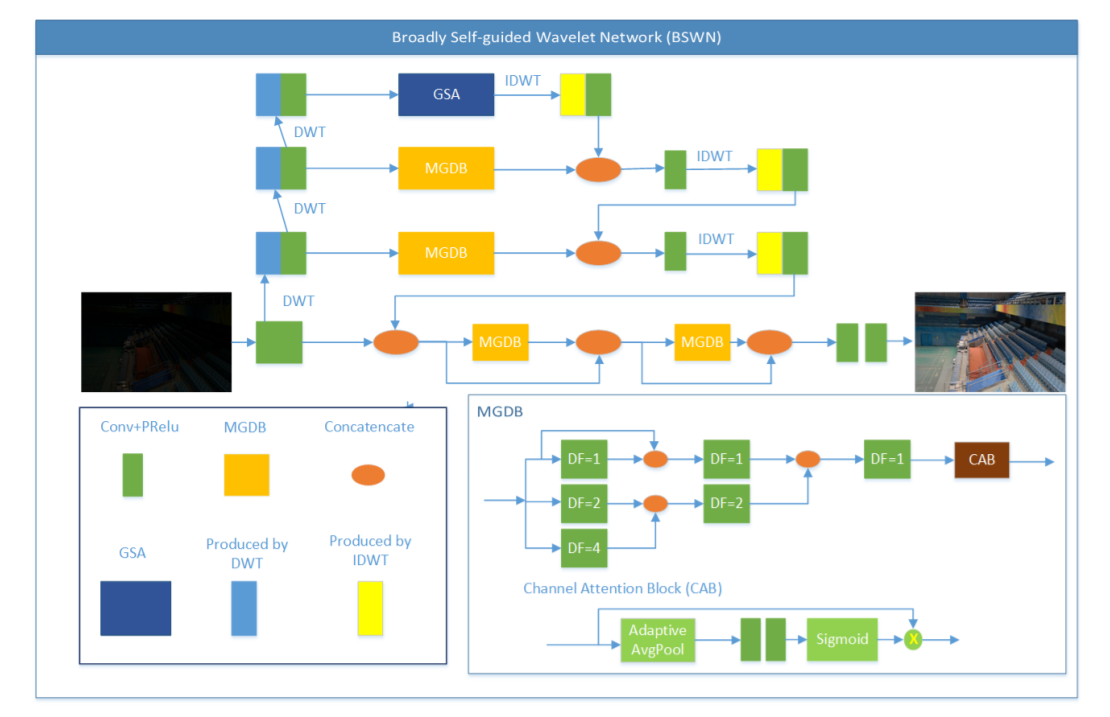 Broadly Self-guided Wavelet Network (BSWN)
GSA
IDWT
DWT
MGDB
IDWT
DWT
MGDB
IDWT
DWT
MGDB
MGDB
Conv+PRelu
MGDB
Concatencate
GSA
Produced by
DWT
Produced by
IDWT
MGDB
DF=1
DF=1
DF=1
CAB
DF=2
DF=2
DF=4
Channel Attention Block (CAB)
Adaptive
AvgPool
Sigmoid
X